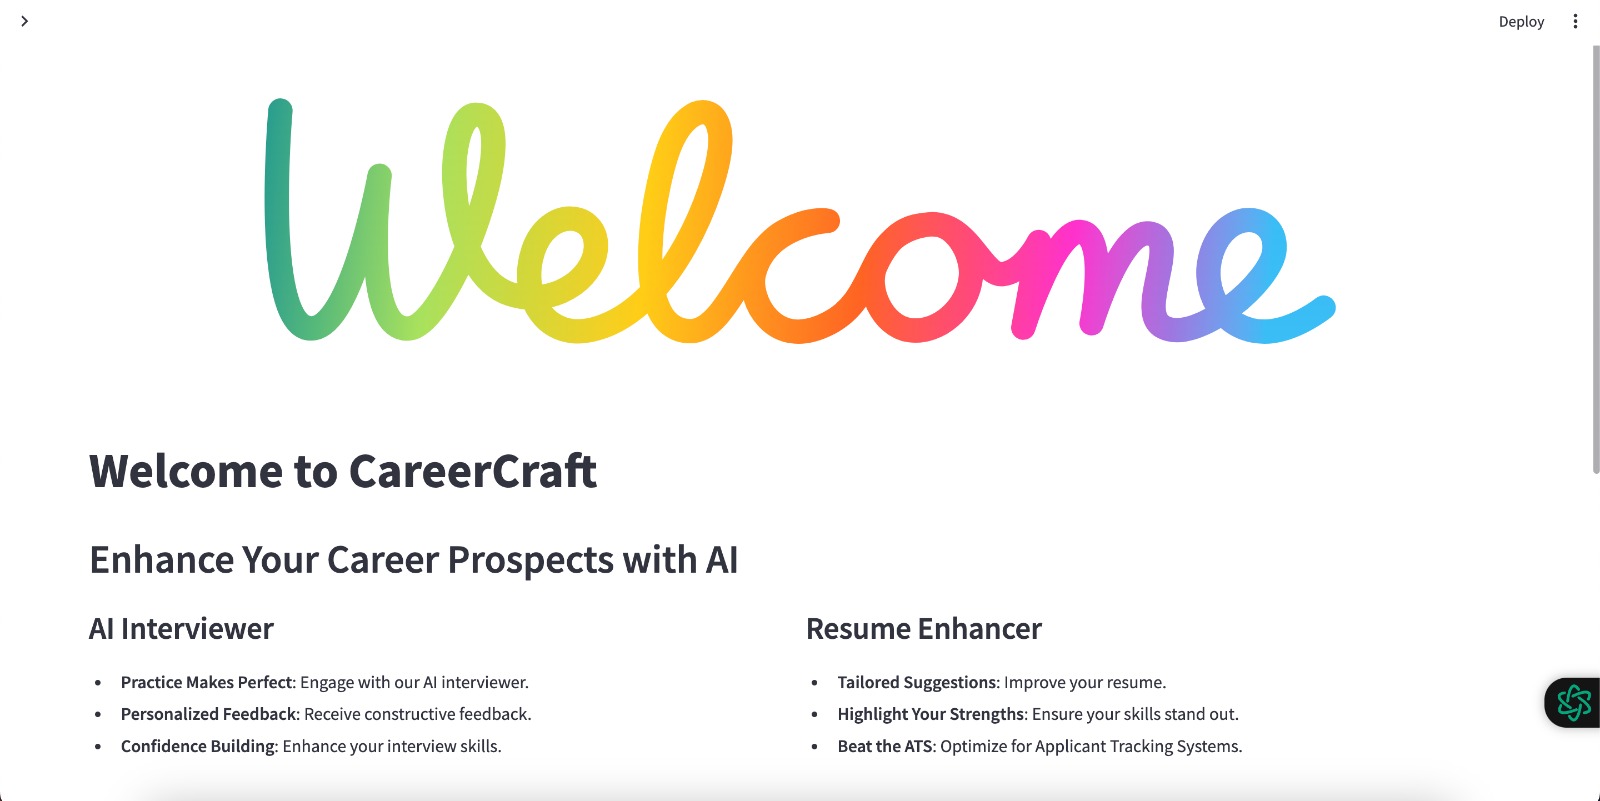 Deploy
Welcome
Welcome to CareerCraft
Enhance Your Career Prospects with AI
AI Interviewer
• Practice Makes Perfect: Engage with our AI interviewer.
• Personalized Feedback: Receive constructive feedback.
• Confidence Building: Enhance your interview skills.
Resume Enhancer
• Tailored Suggestions: Improve your resume.
• Highlight Your Strengths: Ensure your skills stand out.
• Beat the ATS: Optimize for Applicant Tracking Systems.